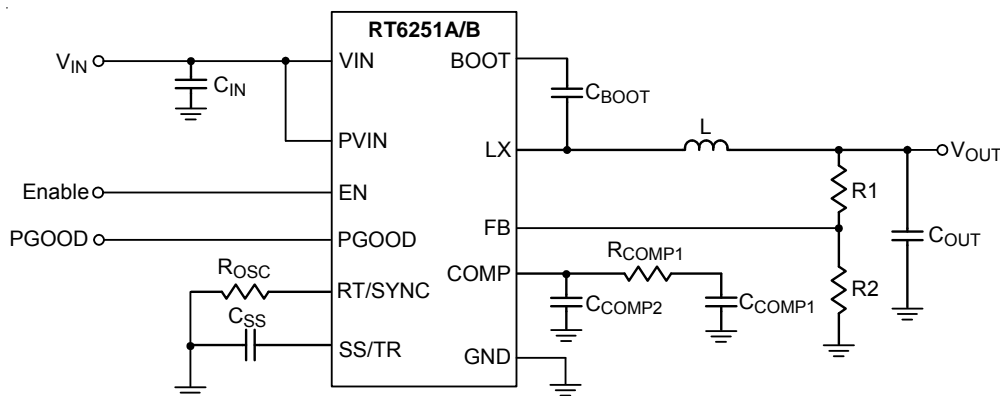 RT6251A/B
VIN
VIN
CIN
PVIN
Enable
EN
PGOOD
PGOOD
ROSC
RT/SYNC
CSS
SS/TR
BOOT
CBOOT
LX
L
VOUT
R1
FB
COUT
COMP
RCOMP1
R2
CCOMP2
CCOMP1
GND